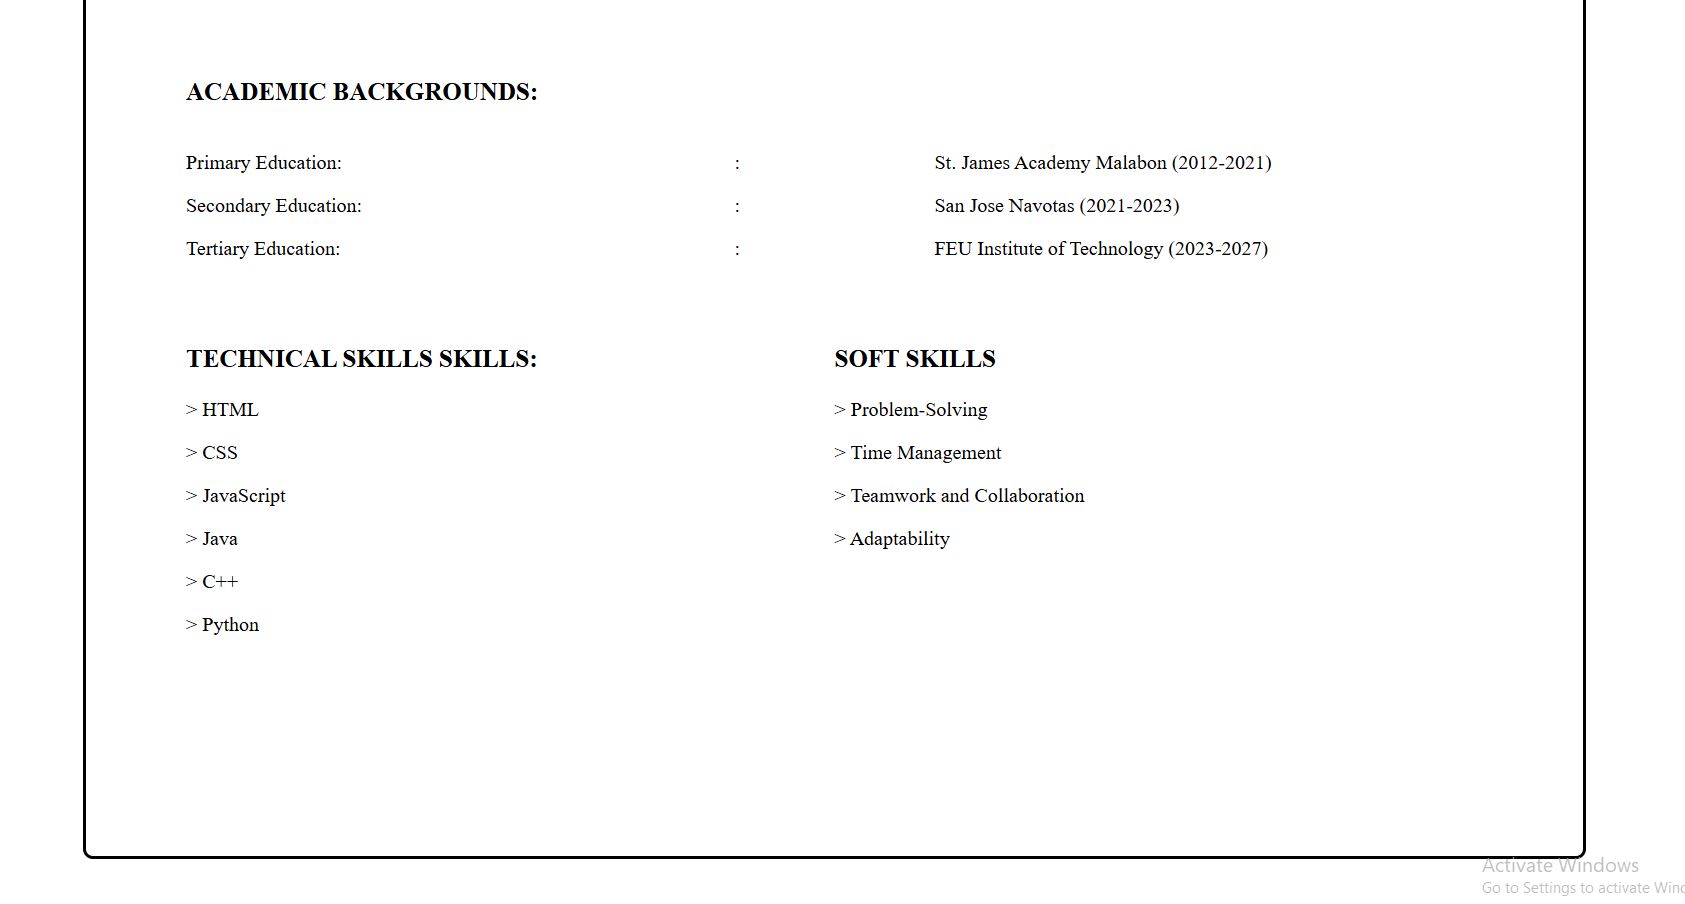 ACADEMIC BACKGROUNDS:
Primary Education: : St. James Academy Malabon (2012-2021)
Secondary Education: : San Jose Navotas (2021-2023)
Tertiary Education: : FEU Institute of Technology (2023-2027)
TECHNICAL SKILLS SKILLS:
> HTML
> CSS
> JavaScript
> Java
> C++
> Python
SOFT SKILLS
> Problem-Solving
> Time Management
> Teamwork and Collaboration
> Adaptability
Activate Windows
Go to Settings to activate Winc